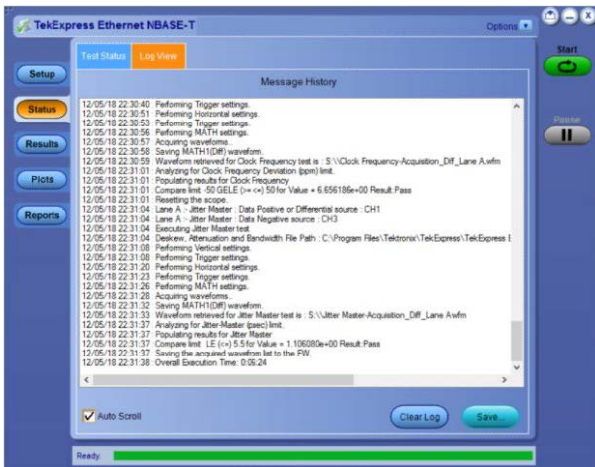 TekExpress Ethernet NBASE-T
Options
Start
Pause
Setup
Status
Results
Plots
Reports
Test Status
Log View
Message History
12/05/18 22:30:40 Performing Trigger settings.
12/05/18 22:30:51 Performing Horizontal settings.
12/05/18 22:30:53 Performing Trigger settings.
12/05/18 22:30:56 Performing MATH settings.
12/05/18 22:30:57 Acquiring waveforms..
12/05/18 22:30:58 Saving MATH1(Diff) waveform.
12/05/18 22:30:59 Waveform retrieved for Clock Frequency test is : S:\\Clock Frequency-Acquisition_Diff_Lane A.wfm
12/05/18 22:31:01 Analyzing for Clock Frequency Deviation (ppm) limit.
12/05/18 22:31:01 Populating results for Clock Frequency
12/05/18 22:31:01 Compare limit -50 GELE (>= <=) 50 for Value = 6.656186e+00 Result:Pass
12/05/18 22:31:01 Resetting the scope.
12/05/18 22:31:04 Lane A :- Jitter Master : Data Positive or Differential source : CH1
12/05/18 22:31:04 Lane A :- Jitter Master : Data Negative source : CH3
12/05/18 22:31:04 Executing Jitter Master test
12/05/18 22:31:04 Deskew, Attenuation and Bandwidth File Path : C:\Program Files\Tektronix\TekExpress\TekExpress E
12/05/18 22:31:08 Performing Vertical settings.
12/05/18 22:31:08 Performing Trigger settings.
12/05/18 22:31:20 Performing Horizontal settings.
12/05/18 22:31:23 Performing Trigger settings.
12/05/18 22:31:26 Performing MATH settings.
12/05/18 22:31:28 Acquiring waveforms..
12/05/18 22:31:32 Saving MATH1(Diff) waveform.
12/05/18 22:31:33 Waveform retrieved for Jitter Master test is : S:\\Jitter Master-Acquisition_Diff_Lane A.wfm
12/05/18 22:31:37 Analyzing for Jitter-Master (psec) limit.
12/05/18 22:31:37 Populating results for Jitter Master
12/05/18 22:31:37 Compare limit LE (<=) 5.5 for Value = 1.106080e+00 Result:Pass
12/05/18 22:31:37 Saving the acquired waveform list to the FW.
12/05/18 22:31:38 Overall Execution Time: 0:06:24
Auto Scroll
Clear Log
Save...
Ready.